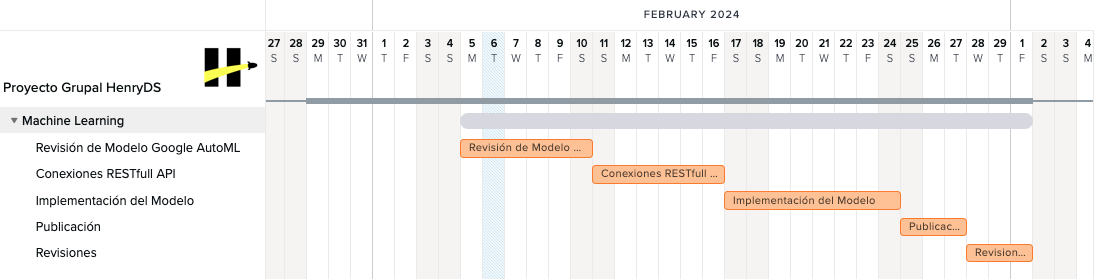 FEBRUARY 2024
27 28 29 30 31 1 2 3 4 5 6 7 8 9 10 11 12 13 14 15 16 17 18 19 20 21 22 23 24 25 26 27 28 29 1 2 3 4
S S M T W T F S S M T W T F S S M T W T F S S M T W T F S S M T W T F S S M
H
Proyecto Grupal HenryDS
Machine Learning
Revisión de Modelo Google AutoML Revisión de Modelo ...
Conexiones RESTfull API Conexiones RESTfull ...
Implementación del Modelo Implementación del Modelo
Publicación Publicac...
Revisiones Revision...